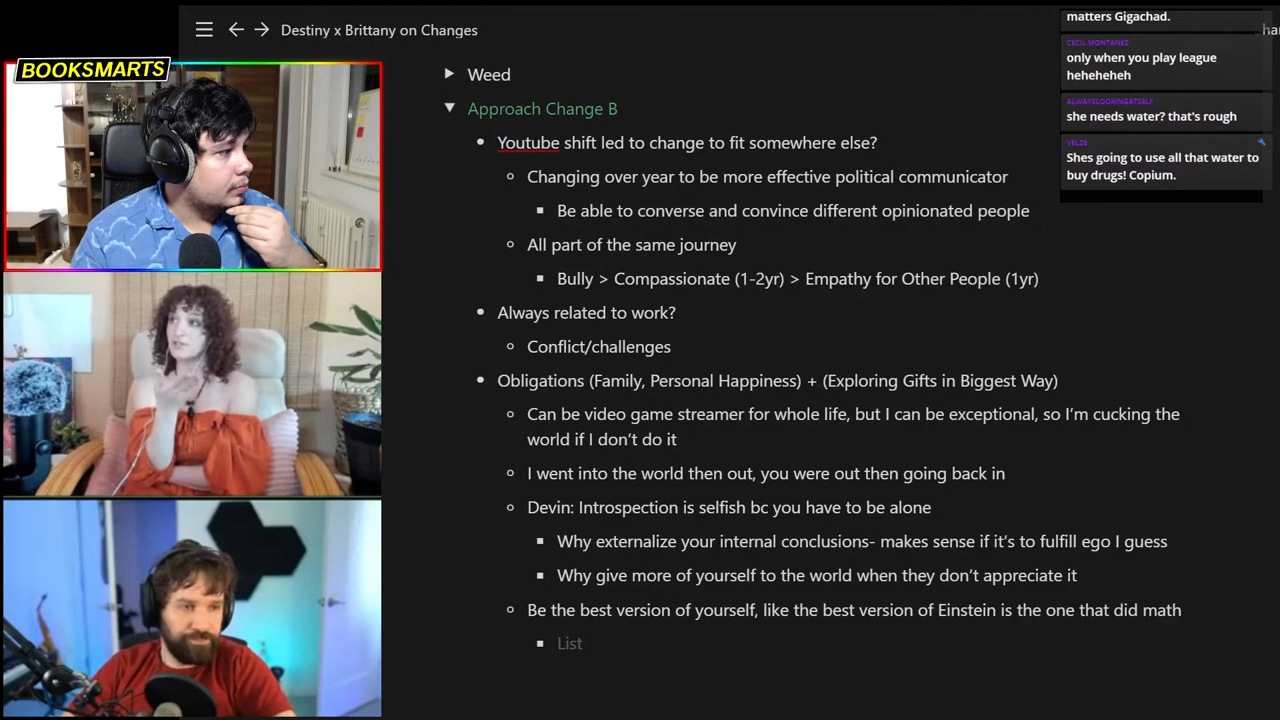 Destiny x Brittany on Changes
BOOKSMARTS
Weed
Approach Change B
Youtube shift led to change to fit somewhere else?
Changing over year to be more effective political communicator
Be able to converse and convince different opinionated people
All part of the same journey
Bully > Compassionate (1-2yr) > Empathy for Other People (1yr)
Always related to work?
Conflict/challenges
Obligations (Family, Personal Happiness) + (Exploring Gifts in Biggest Way)
Can be video game streamer for whole life, but I can be exceptional, so I’m cucking the
world if I don’t do it
I went into the world then out, you were out then going back in
Devin: Introspection is selfish bc you have to be alone
Why externalize your internal conclusions- makes sense if it’s to fulfill ego I guess
Why give more of yourself to the world when they don’t appreciate it
Be the best version of yourself, like the best version of Einstein is the one that did math
List
matters Gigachad.
CECIL MONTANEZ
only when you play league
heheheheh
ALWAYSLOOKINGATSELF
she needs water? that's rough
VELZE
Shes going to use all that water to
buy drugs! Copium.